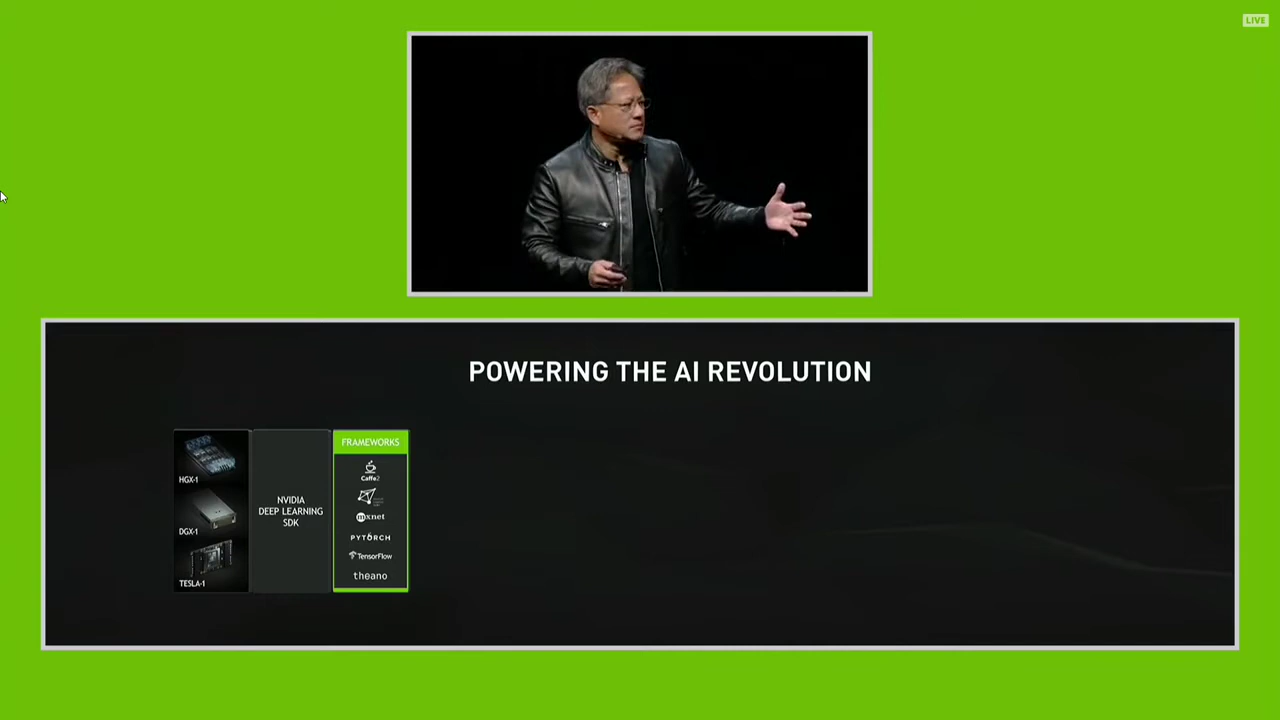 LIVE
POWERING THE AI REVOLUTION
HGX-1
DGX-1
TESLA-1
NVIDIA
DEEP LEARNING
SDK
FRAMEWORKS
Caffe2
mxnet
PYTORCH
TensorFlow
theano